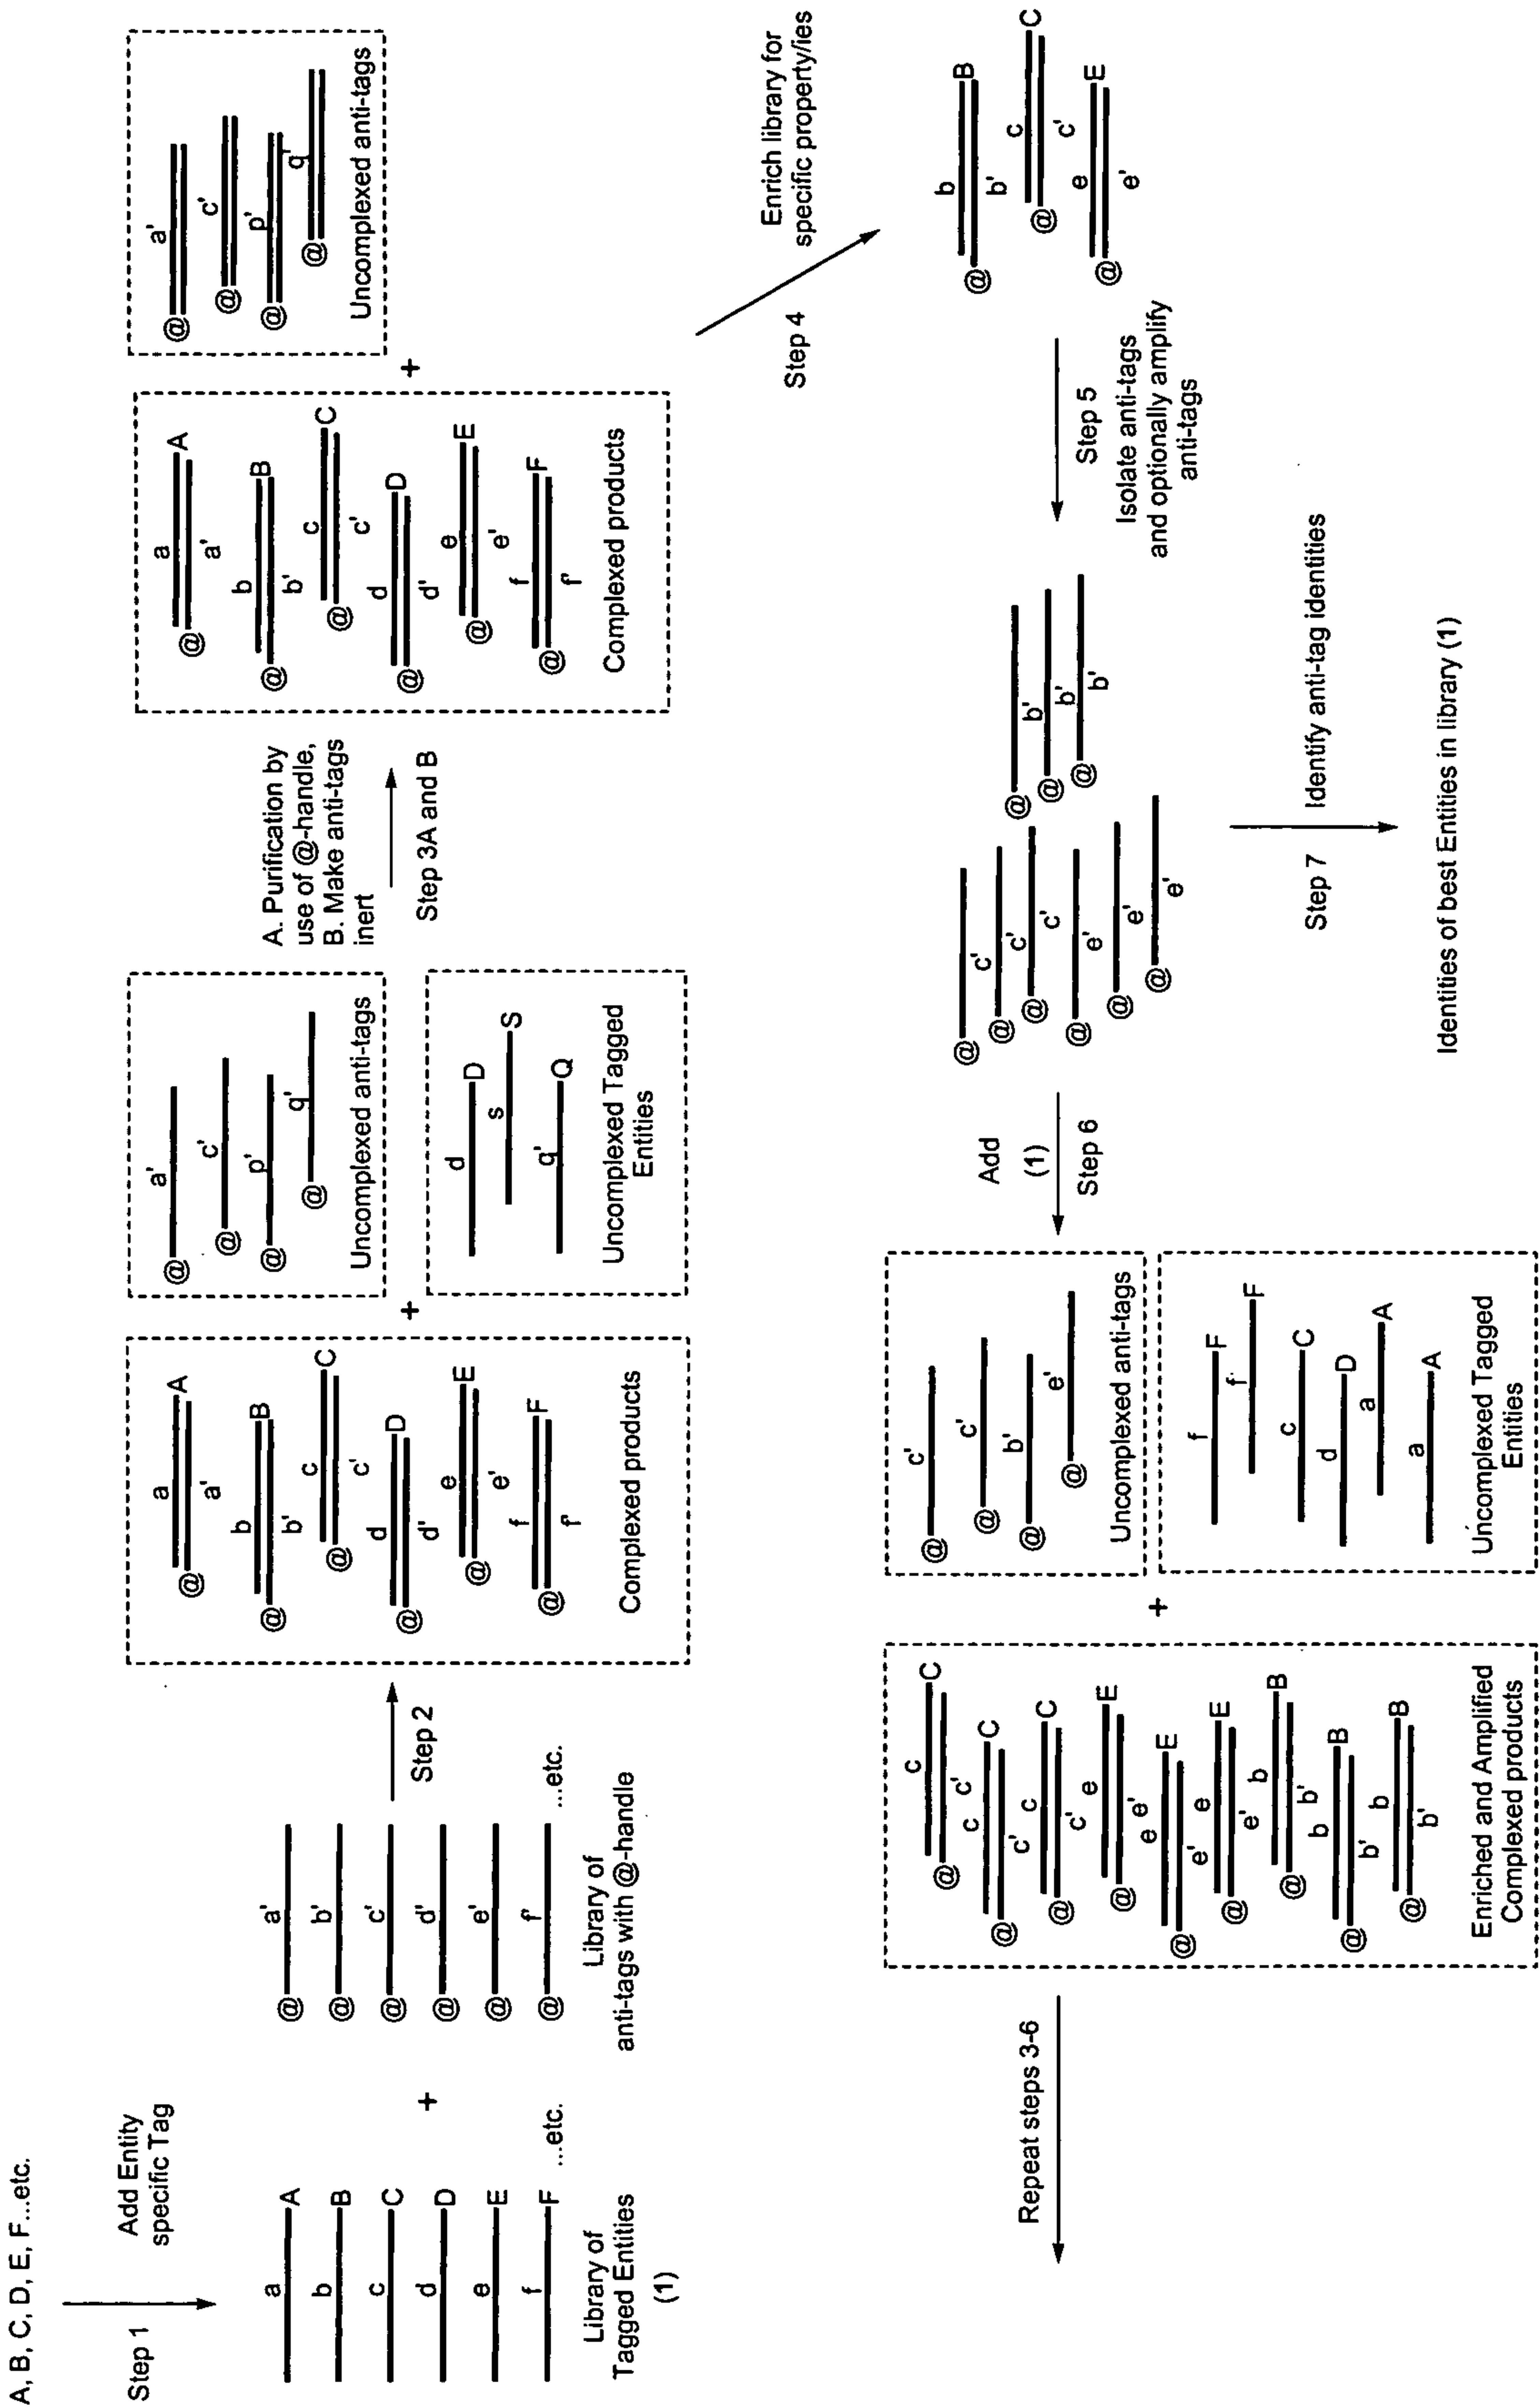 A, B, C, D, E, F...etc.
Step 1
Add Entity
specific Tag
a
A
b
B
c
C
d
D
e
E
f
F
...etc.
Library of
Tagged Entities
(1)
+
@
a'
@
b'
@
c'
@
d'
@
e'
@
f'
...etc.
Library of
anti-tags with @-handle
Step 2
a
A
@
a'
b
B
@
b'
c
C
@
c'
d
D
@
d'
e
E
@
e'
f
F
@
f'
Complexed products
+
@
a'
@
c'
@
p'
@
q'
Uncomplexed anti-tags
d
D
s
S
q'
Q
Uncomplexed Tagged
Entities
A. Purification by
use of @-handle,
B. Make anti-tags
inert
Step 3A and B
a
A
@
a'
b
B
@
b'
c
C
@
c'
d
D
@
d'
e
E
@
e'
f
F
@
f'
Complexed products
+
@
a'
@
c'
@
p'
@
q'
Uncomplexed anti-tags
Step 4
Enrich library for
specific property/ies
b
B
@
b'
c
C
@
c'
e
E
@
e'
Step 5
Isolate anti-tags
and optionally amplify
anti-tags
@
c'
@
c'
@
c'
@
e'
@
e'
@
e'
@
b'
@
b'
@
b'
Step 7
Identify anti-tag identities
Identities of best Entities in library (1)
Add
(1)
Step 6
@
c'
@
c'
@
b'
@
e'
Uncomplexed anti-tags
f
F
f
F
c
C
d
D
a
A
a
A
Uncomplexed Tagged
Entities
+
c
C
@
c'
c
C
@
c'
c
C
@
c'
e
E
@
e'
e
E
@
e'
e
E
@
e'
b
B
@
b'
b
B
@
b'
b
B
@
b'
Enriched and Amplified
Complexed products
Repeat steps 3-6